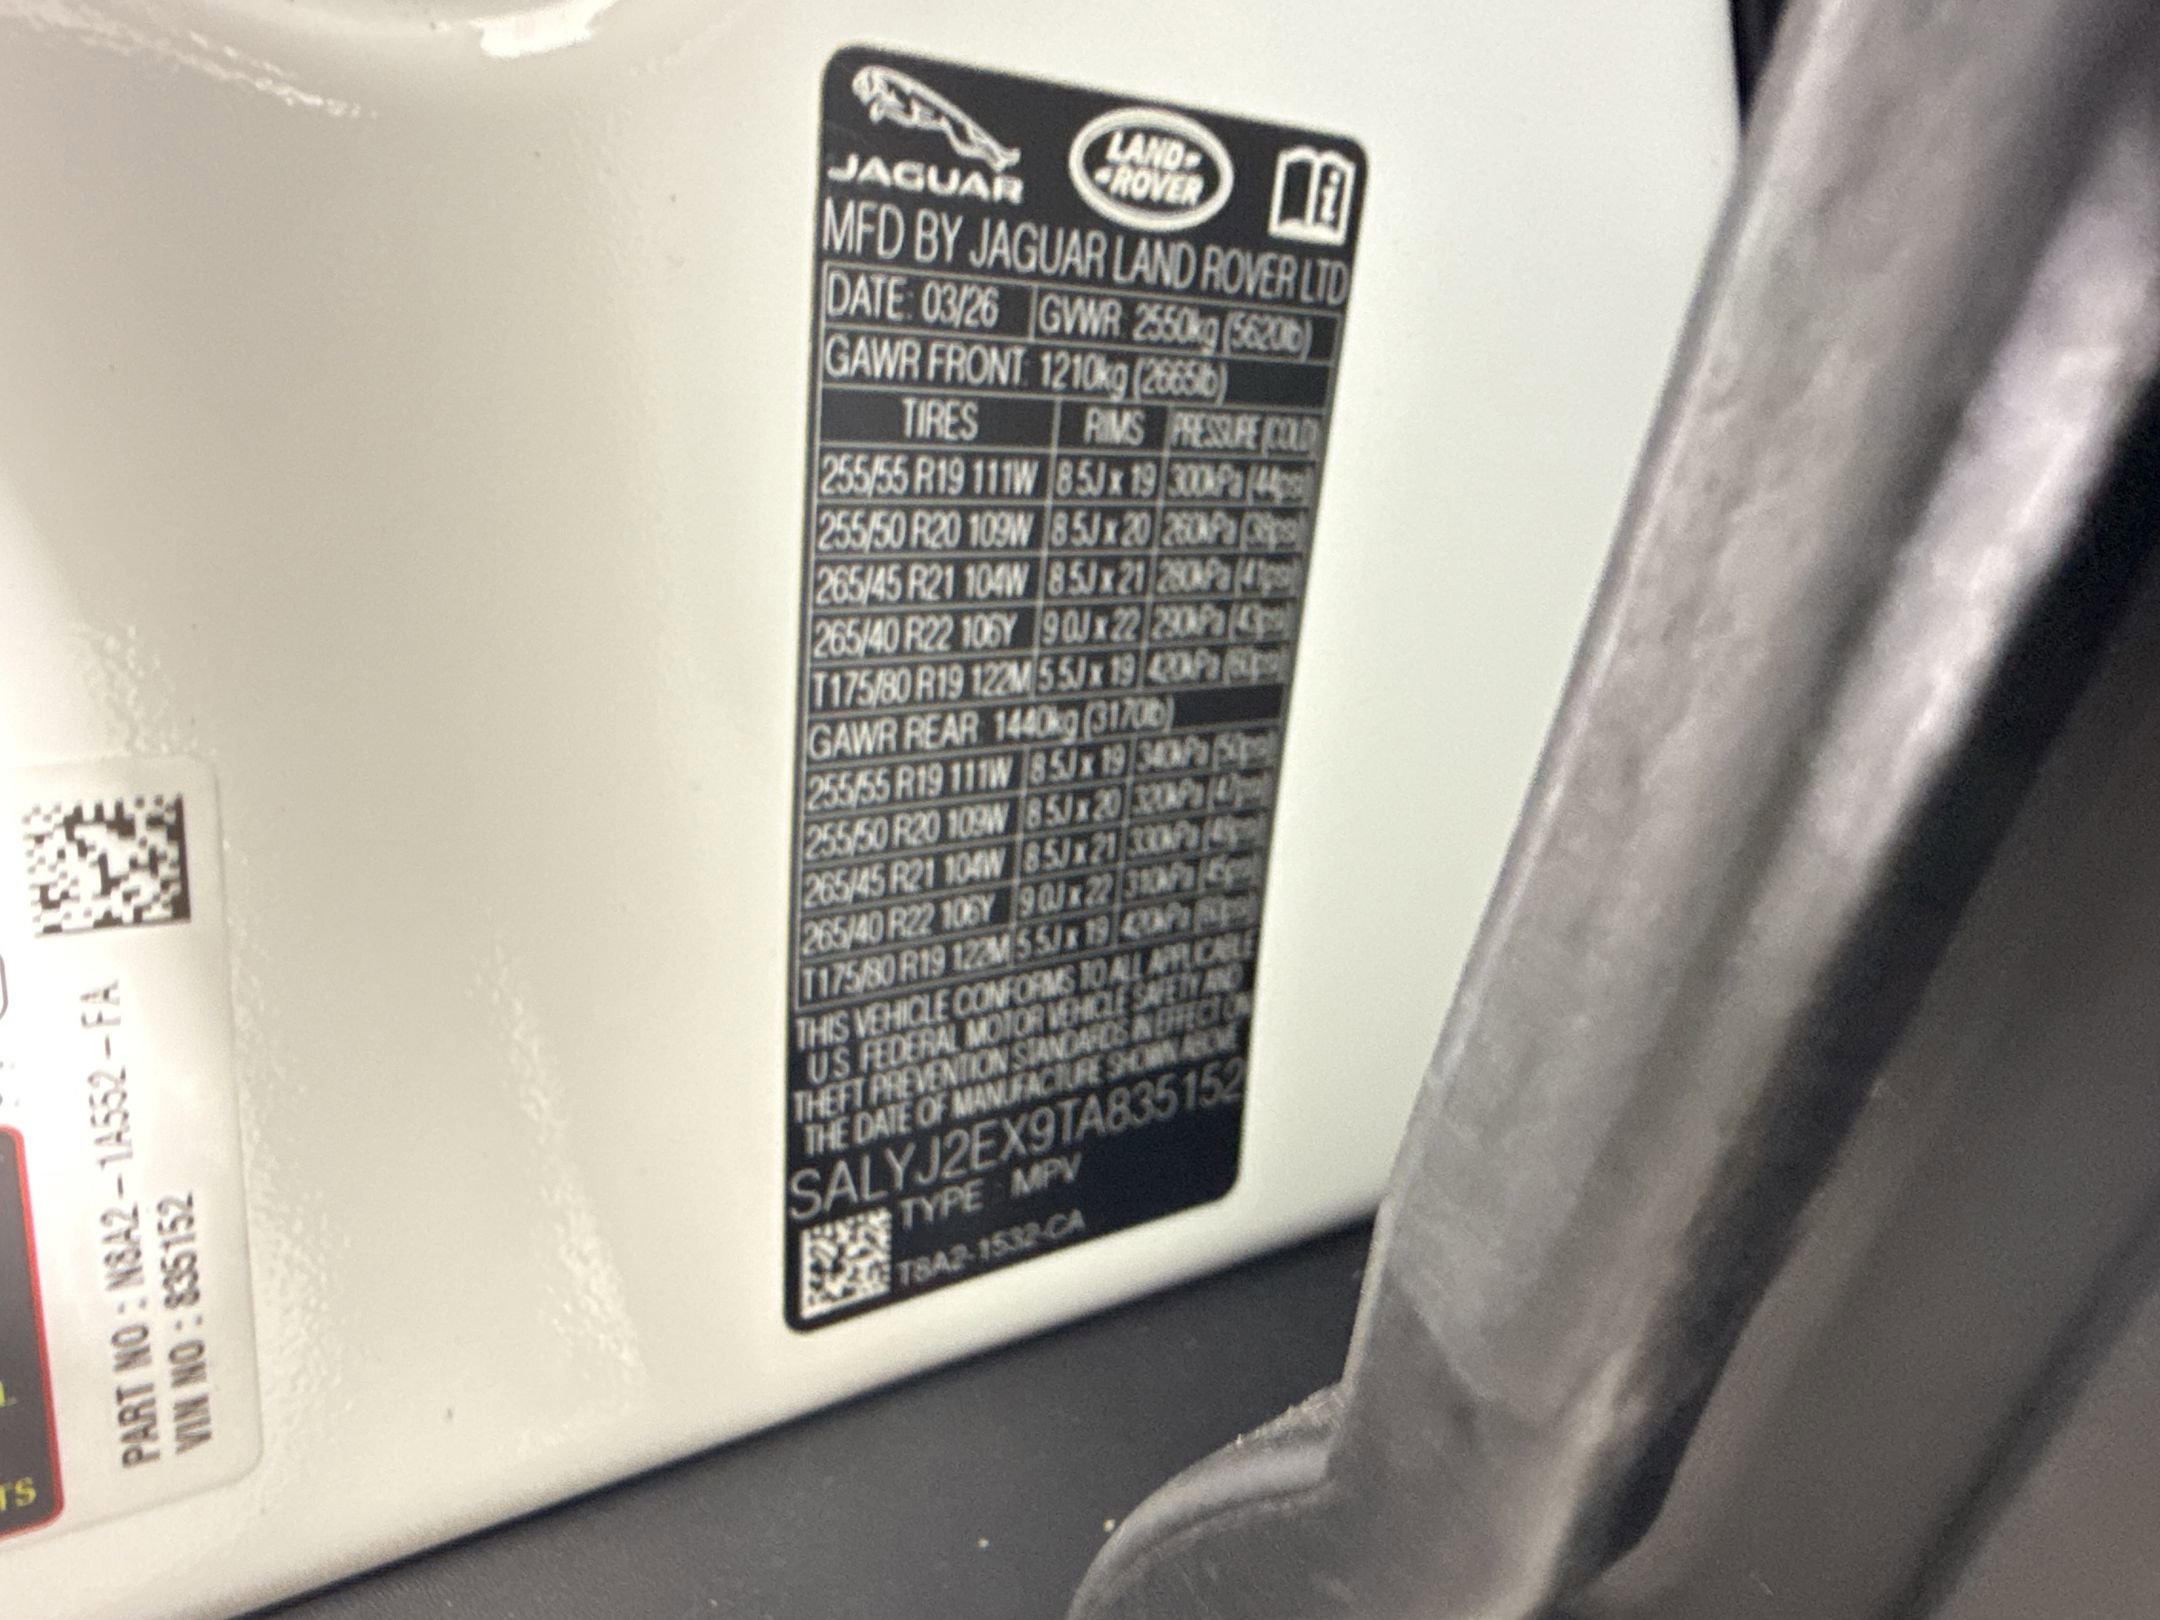 JAGUAR
LAND ROVER
MFD BY JAGUAR LAND ROVER LTD
DATE: 03/26 GVWR: 2550kg (5620lb)
GAWR FRONT: 1210kg (2665lb)
TIRES RIMS PRESSURE (COLD)
255/55 R19 111W 8.5J x 19 300kPa (44psi)
255/50 R20 109W 8.5J x 20 260kPa (38psi)
265/45 R21 104W 8.5J x 21 280kPa (41psi)
265/40 R22 106Y 9.0J x 22 290kPa (43psi)
T175/80 R19 122M 5.5J x 19 420kPa (60psi)
GAWR REAR: 1440kg (3170lb)
255/55 R19 111W 8.5J x 19 340kPa (50psi)
255/50 R20 109W 8.5J x 20 320kPa (47psi)
265/45 R21 104W 8.5J x 21 330kPa (48psi)
265/40 R22 106Y 9.0J x 22 310kPa (45psi)
T175/80 R19 122M 5.5J x 19 420kPa (60psi)
THIS VEHICLE CONFORMS TO ALL APPLICABLE
U.S. FEDERAL MOTOR VEHICLE SAFETY AND
THEFT PREVENTION STANDARDS IN EFFECT ON
THE DATE OF MANUFACTURE SHOWN ABOVE
SALYJ2EX9TA835152
TYPE : MPV
T8A2-1532-CA
PART NO : N8A2-1A552-FA
VIN NO : 835152